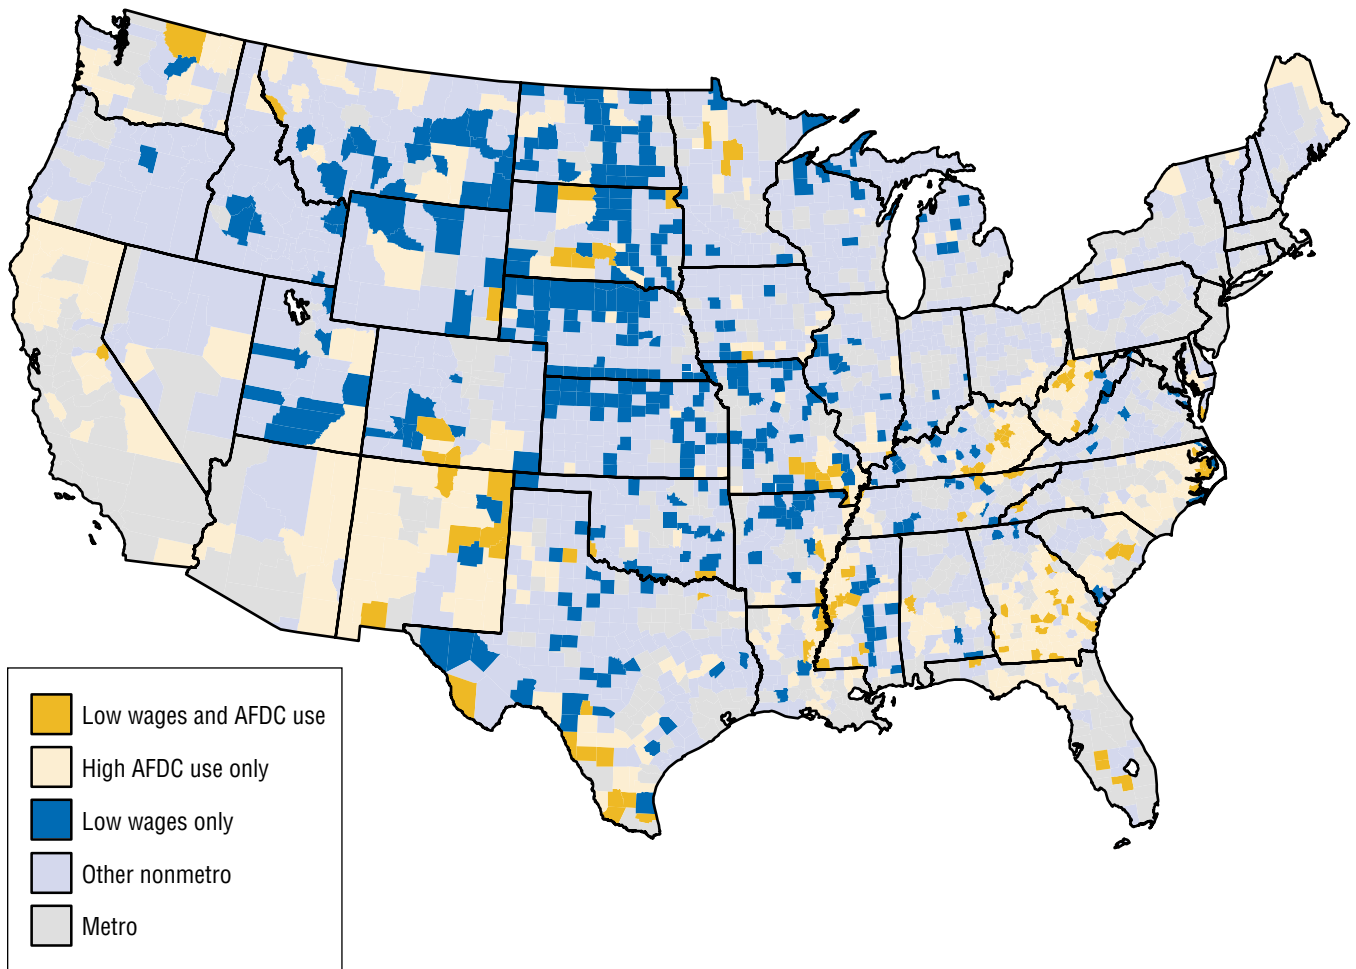 Low wages and AFDC use
High AFDC use only
Low wages only
Other nonmetro
Metro